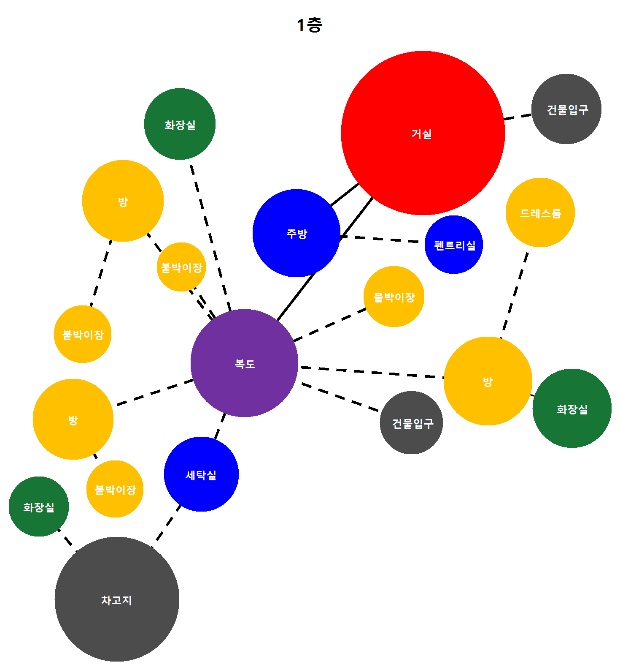 1층
거실
건물입구
화장실
방
드레스룸
주방
펜트리실
붙박이장
붙박이장
붙박이장
복도
방
화장실
방
건물입구
세탁실
붙박이장
화장실
차고지